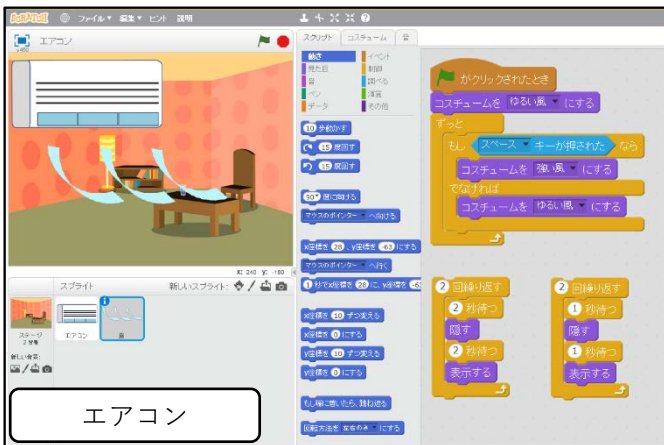 SCRATCH ファイル▼ 編集▼ ヒント 説明
エアコン
スクリプト コスチューム 音
動き イベント
見た目 制御
音 調べる
ペン 演算
データ その他
10 歩動かす
15 度回す
15 度回す
90▼ 度に向ける
マウスのポインター へ向ける
x座標を 28 、y座標を -63 にする
マウスのポインター へ行く
1 秒でx座標を 28 に、y座標を -63
x座標を 10 ずつ変える
x座標を 0 にする
y座標を 10 ずつ変える
y座標を 0 にする
もし端に着いたら、跳ね返る
回転方法を 左右のみ▼ にする
がクリックされたとき
コスチュームを ゆるい風▼ にする
ずっと
もし スペース▼ キーが押された なら
コスチュームを 強い風▼ にする
でなければ
コスチュームを ゆるい風▼ にする
2 回繰り返す
2 秒待つ
隠す
2 秒待つ
表示する
2 回繰り返す
1 秒待つ
隠す
1 秒待つ
表示する
X: 240 y: -180
スプライト 新しいスプライト:
ステージ
2 背景
新しい背景:
エアコン
エアコン